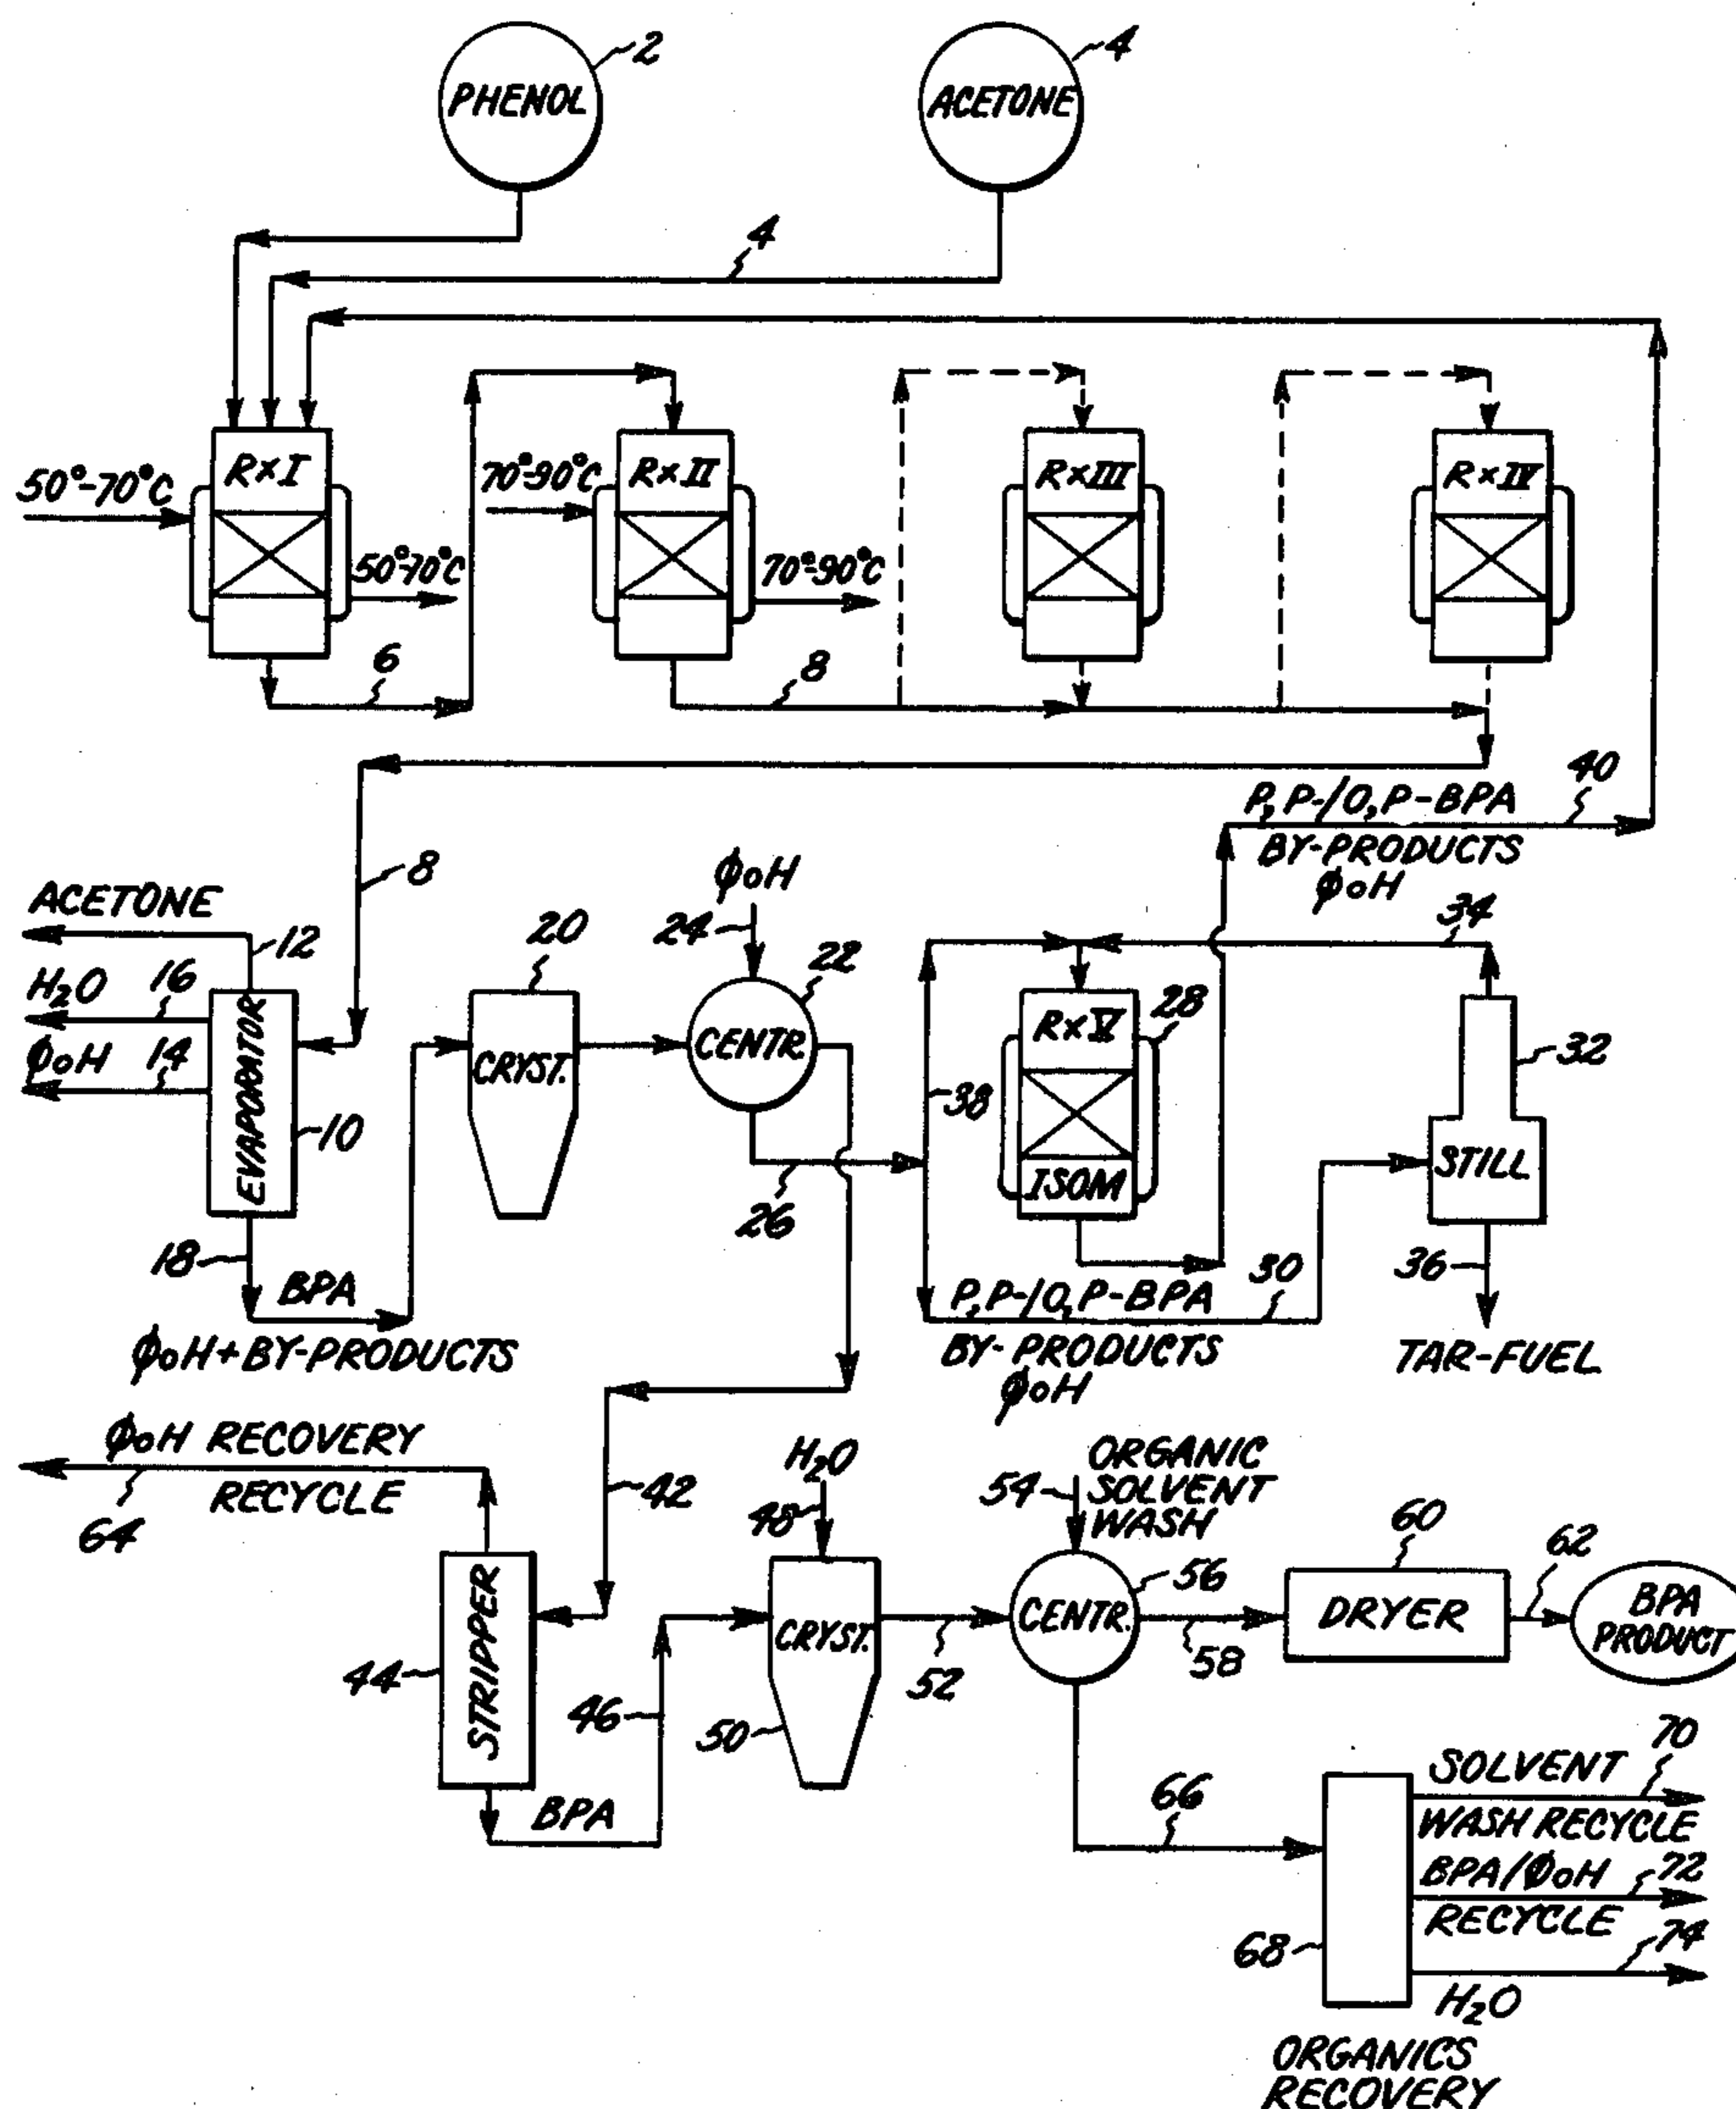 PHENOL
2
ACETONE
4
4
RxI
50°-70°C
50°-70°C
6
RxII
70°-90°C
70°-90°C
8
RxIII
RxIV
P,P-/O,P-BPA
40
BY-PRODUCTS
ϕOH
8
ACETONE
12
H₂O
16
ϕOH
14
EVAPORATOR
10
18
BPA
ϕOH+BY-PRODUCTS
20
CRYST.
ϕOH
24
22
CENTR.
26
38
RxV
28
ISOM
34
32
STILL
36
TAR-FUEL
P,P-/O,P-BPA
30
BY-PRODUCTS
ϕOH
ϕOH RECOVERY
RECYCLE
64
42
STRIPPER
44
BPA
46
H₂O
48
CRYST.
50
52
ORGANIC
54
SOLVENT
WASH
CENTR.
56
58
60
DRYER
62
BPA
PRODUCT
66
68
SOLVENT
70
WASH RECYCLE
BPA/ϕOH
72
RECYCLE
74
H₂O
ORGANICS
RECOVERY